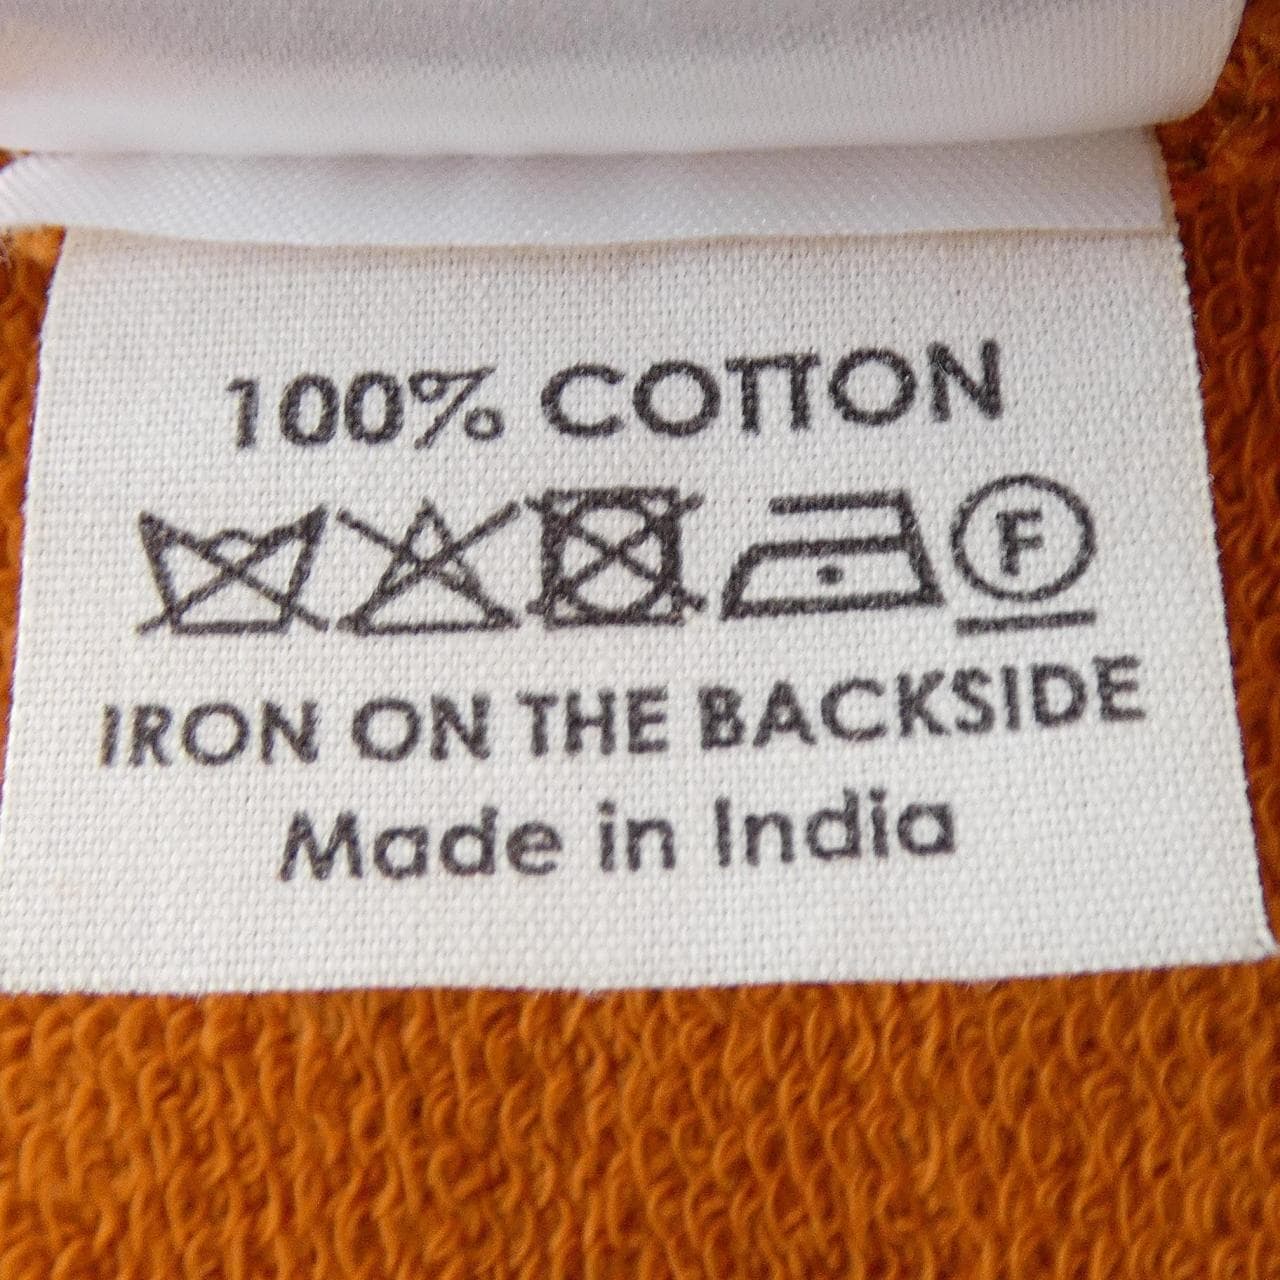 100% COTTON
F
IRON ON THE BACKSIDE
Made in India